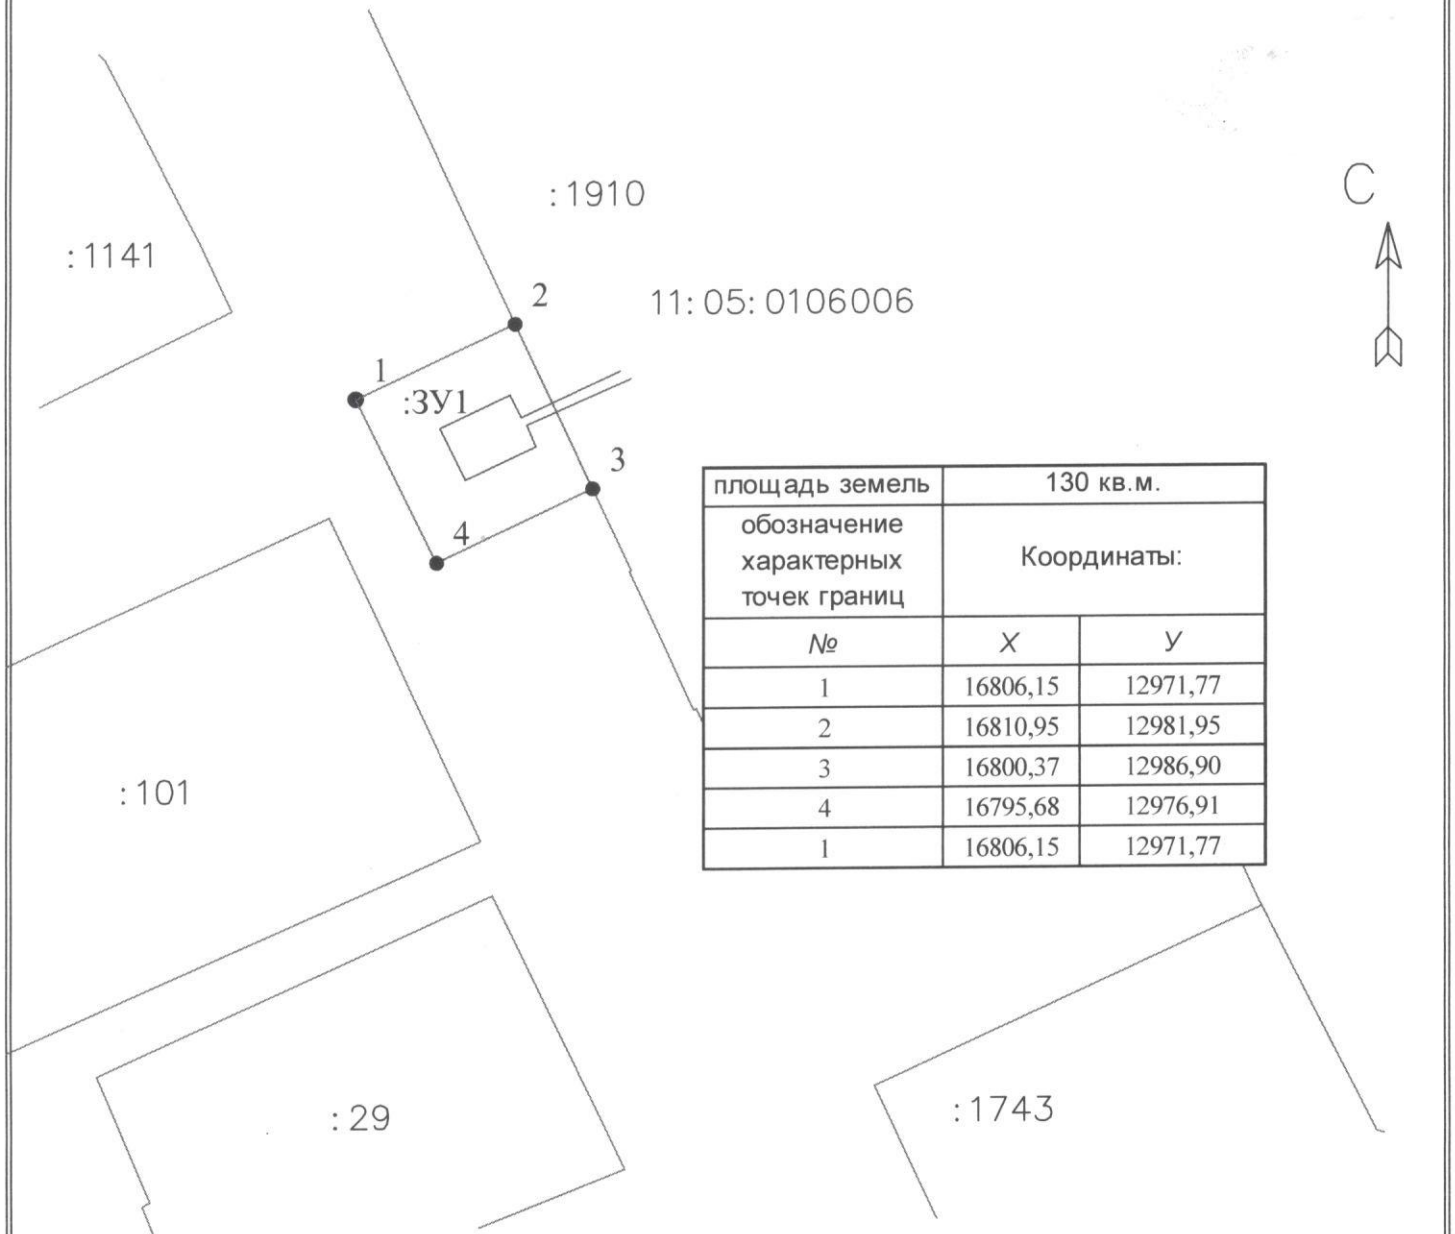 С
: 1910
: 1141
11: 05: 0106006
2
1
:ЗУ1
3
4
площадь земель 130 кв.м.
обозначение
характерных
точек границ
Координаты:
№ X У
1 16806,15 12971,77
2 16810,95 12981,95
3 16800,37 12986,90
4 16795,68 12976,91
1 16806,15 12971,77
: 101
: 29
: 1743